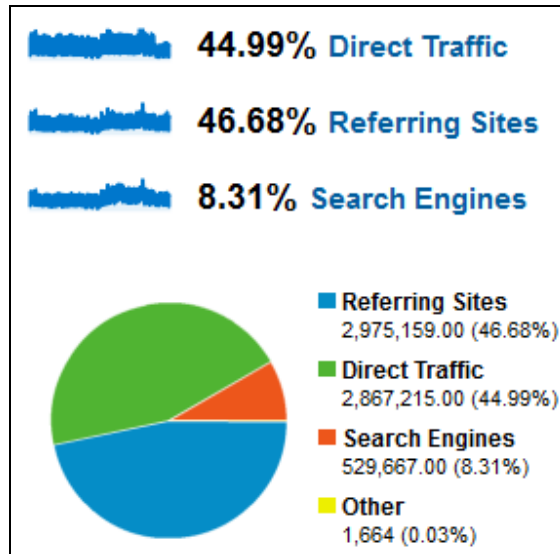 44.99% Direct Traffic
46.68% Referring Sites
8.31% Search Engines
Referring Sites
2,975,159.00 (46.68%)
Direct Traffic
2,867,215.00 (44.99%)
Search Engines
529,667.00 (8.31%)
Other
1,664 (0.03%)